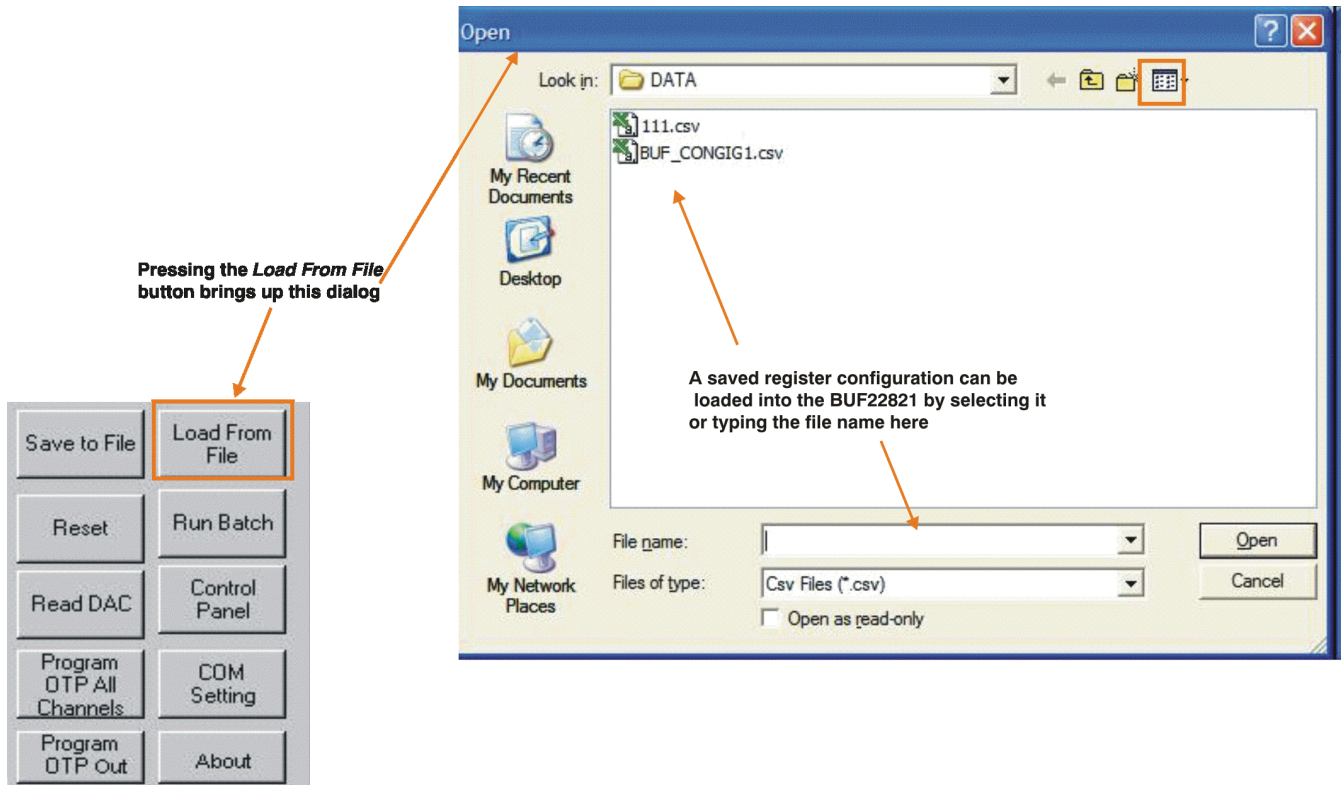 Open
Look in:
DATA
111.csv
BUF_CONGIG1.csv
My Recent
Documents
Desktop
My Documents
My Computer
My Network
Places
Pressing the Load From File
button brings up this dialog
A saved register configuration can be
loaded into the BUF22821 by selecting it
or typing the file name here
File name:
Open
Files of type:
Csv Files (*.csv)
Cancel
Open as read-only
Save to File
Load From
File
Reset
Run Batch
Read DAC
Control
Panel
Program
OTP All
Channels
COM
Setting
Program
OTP Out
About